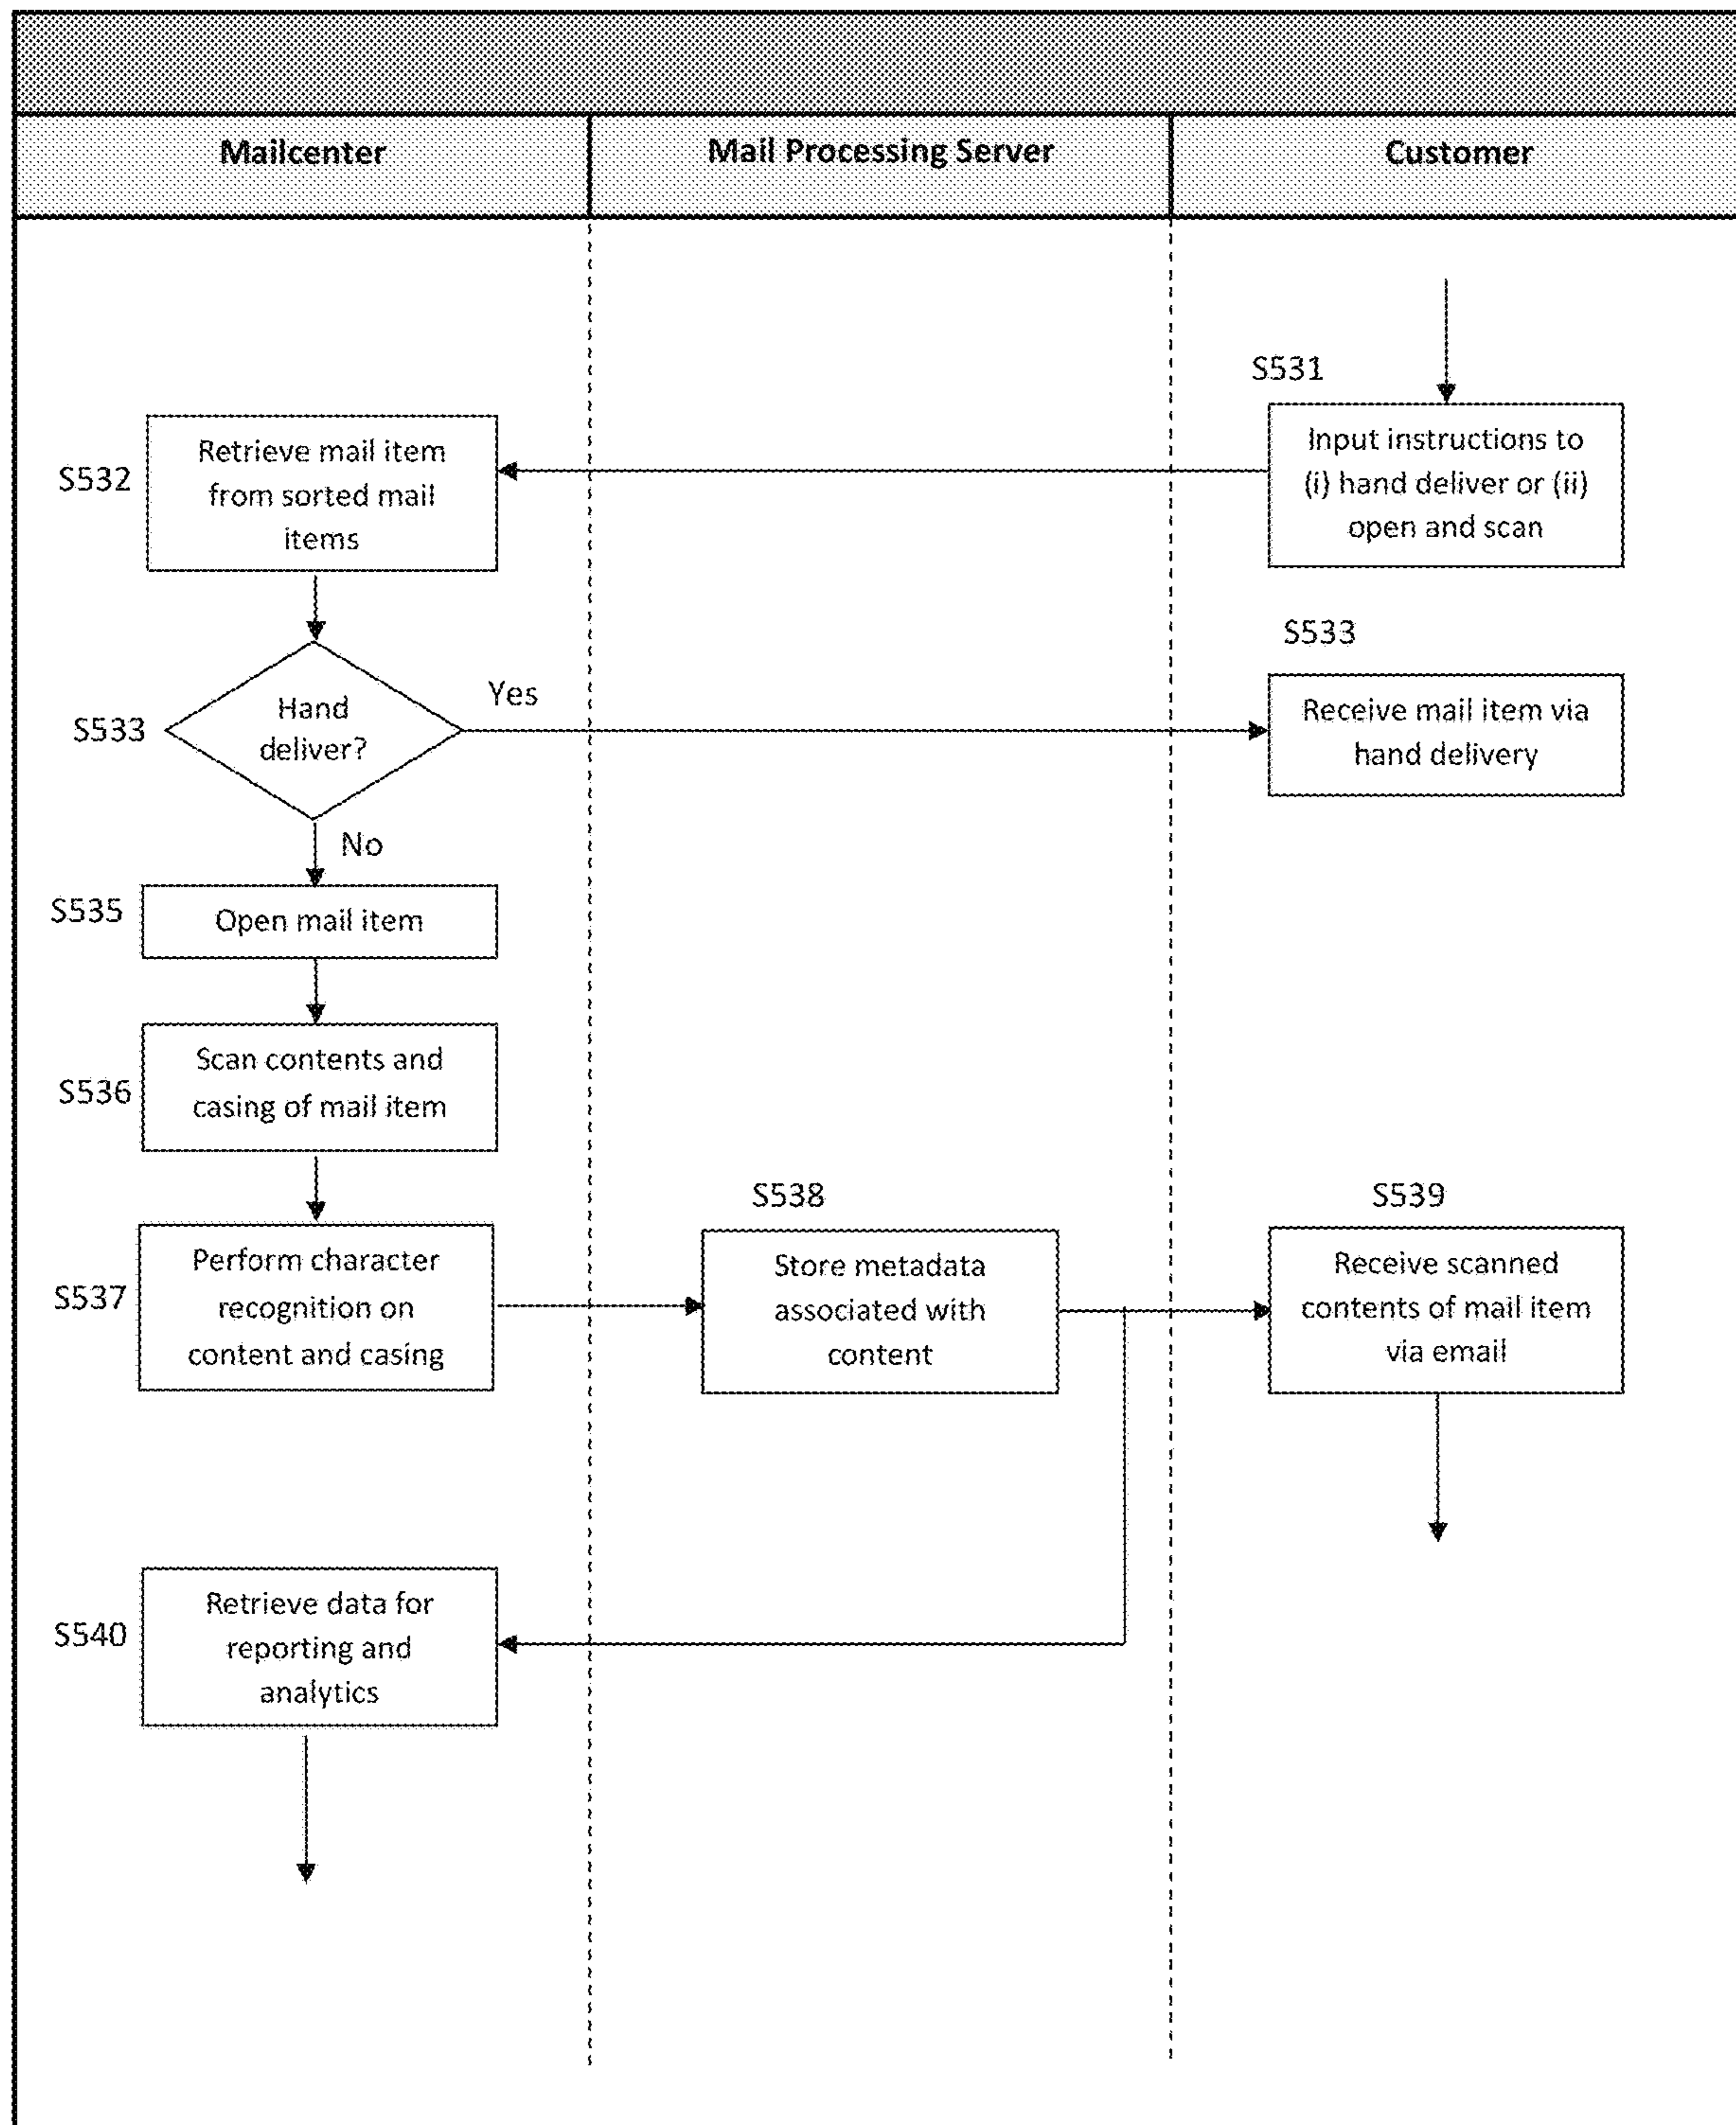 Mailcenter
Mail Processing Server
Customer
S531
Input instructions to
(i) hand deliver or (ii)
open and scan
S532
Retrieve mail item
from sorted mail
items
S533
Hand
deliver?
Yes
No
S533
Receive mail item via
hand delivery
S535
Open mail item
S536
Scan contents and
casing of mail item
S537
Perform character
recognition on
content and casing
S538
Store metadata
associated with
content
S539
Receive scanned
contents of mail item
via email
S540
Retrieve data for
reporting and
analytics